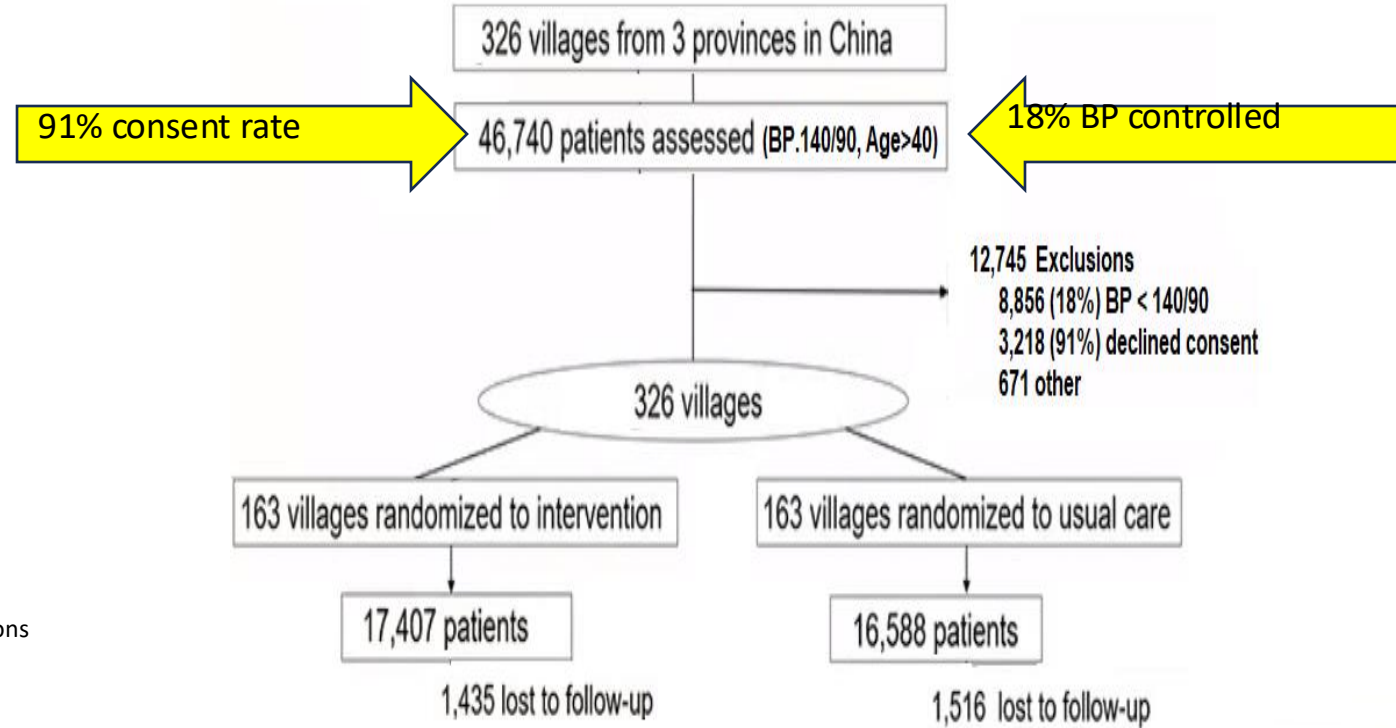 326 villages from 3 provinces in China
91% consent rate
46,740 patients assessed (BP.140/90, Age>40)
18% BP controlled
12,745 Exclusions
8,856 (18%) BP < 140/90
3,218 (91%) declined consent
671 other
326 villages
163 villages randomized to intervention
163 villages randomized to usual care
17,407 patients
16,588 patients
ons
1,435 lost to follow-up
1,516 lost to follow-up